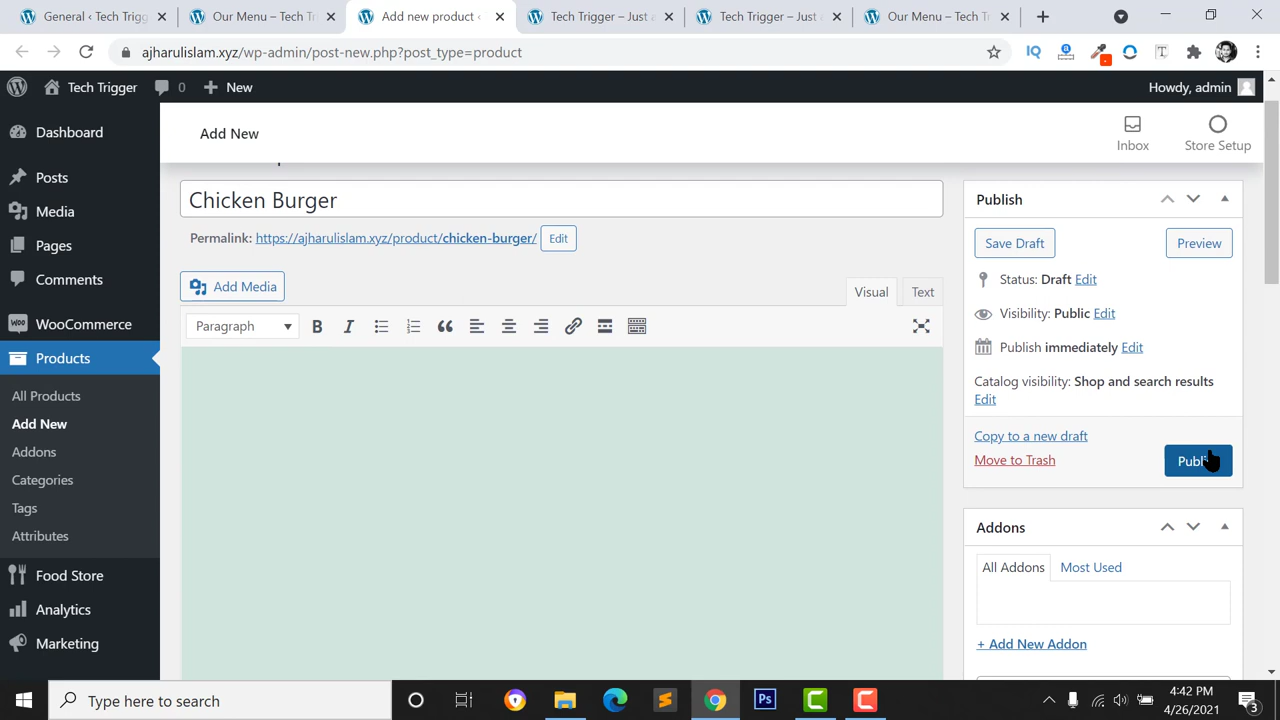 General ‹ Tech Trigg
Our Menu – Tech T
Add new product ‹
Tech Trigger – Just a
Tech Trigger – Just a
Our Menu – Tech T
ajharulislam.xyz/wp-admin/post-new.php?post_type=product
IQ
T
Tech Trigger
0
New
Howdy, admin
Dashboard
Posts
Media
Pages
Comments
WooCommerce
Products
All Products
Add New
Addons
Categories
Tags
Attributes
Food Store
Analytics
Marketing
Add New
Inbox
Store Setup
Chicken Burger
Permalink: https://ajharulislam.xyz/product/chicken-burger/ Edit
Add Media
Visual
Text
Paragraph
B I
Publish
Save Draft
Preview
Status: Draft Edit
Visibility: Public Edit
Publish immediately Edit
Catalog visibility: Shop and search results
Edit
Copy to a new draft
Move to Trash
Addons
All Addons
Most Used
+ Add New Addon
Type here to search
Ps
4:42 PM
4/26/2021
3